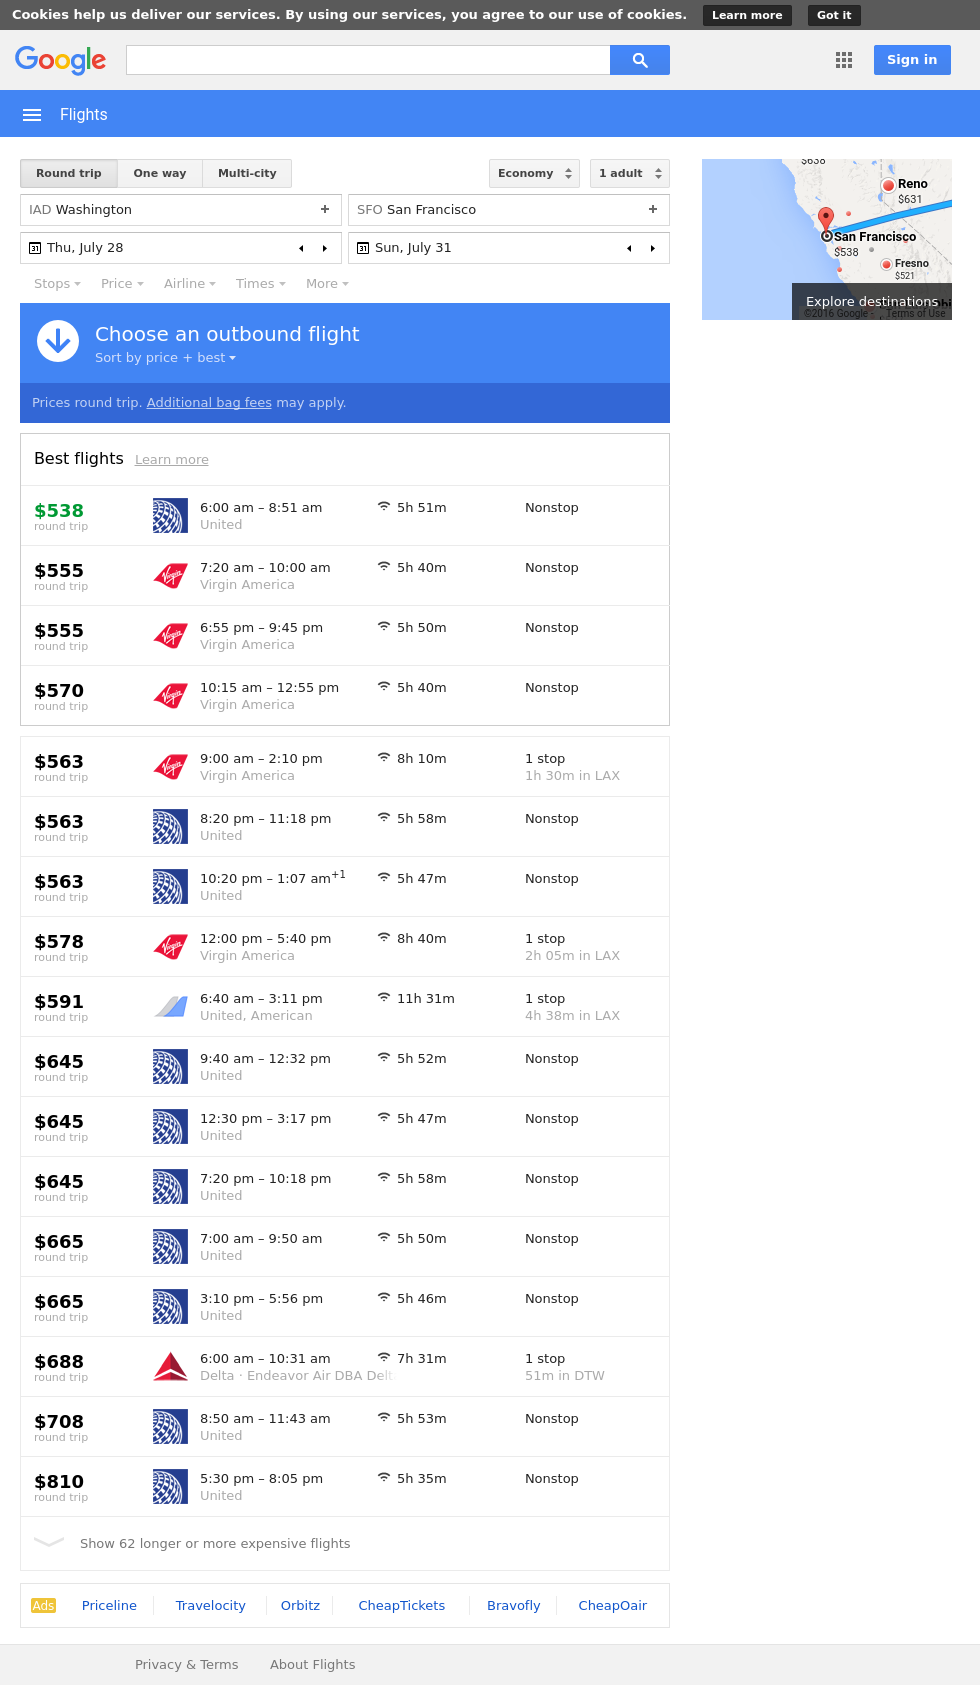 Cookies help us deliver our services. By using our services, you agree to our use of cookies. Learn more Got it
Google Sign in
Flights
Round trip One way Multi-city Economy 1 adult
IAD Washington + SFO San Francisco +
31 Thu, July 28 31 Sun, July 31
Stops Price Airline Times More
$638
Reno
$631
San Francisco
$538
Fresno
$521
Explore destinations
©2016 Google Terms of Use
Choose an outbound flight
Sort by price + best
Prices round trip. Additional bag fees may apply.
Best flights Learn more
$538 6:00 am – 8:51 am 5h 51m Nonstop
round trip United
$555 7:20 am – 10:00 am 5h 40m Nonstop
round trip Virgin America
$555 6:55 pm – 9:45 pm 5h 50m Nonstop
round trip Virgin America
$570 10:15 am – 12:55 pm 5h 40m Nonstop
round trip Virgin America
$563 9:00 am – 2:10 pm 8h 10m 1 stop
round trip Virgin America 1h 30m in LAX
$563 8:20 pm – 11:18 pm 5h 58m Nonstop
round trip United
$563 10:20 pm – 1:07 am+1 5h 47m Nonstop
round trip United
$578 12:00 pm – 5:40 pm 8h 40m 1 stop
round trip Virgin America 2h 05m in LAX
$591 6:40 am – 3:11 pm 11h 31m 1 stop
round trip United, American 4h 38m in LAX
$645 9:40 am – 12:32 pm 5h 52m Nonstop
round trip United
$645 12:30 pm – 3:17 pm 5h 47m Nonstop
round trip United
$645 7:20 pm – 10:18 pm 5h 58m Nonstop
round trip United
$665 7:00 am – 9:50 am 5h 50m Nonstop
round trip United
$665 3:10 pm – 5:56 pm 5h 46m Nonstop
round trip United
$688 6:00 am – 10:31 am 7h 31m 1 stop
round trip Delta · Endeavor Air DBA Delt 51m in DTW
$708 8:50 am – 11:43 am 5h 53m Nonstop
round trip United
$810 5:30 pm – 8:05 pm 5h 35m Nonstop
round trip United
Show 62 longer or more expensive flights
Ads Priceline Travelocity Orbitz CheapTickets Bravofly CheapOair
Privacy & Terms About Flights